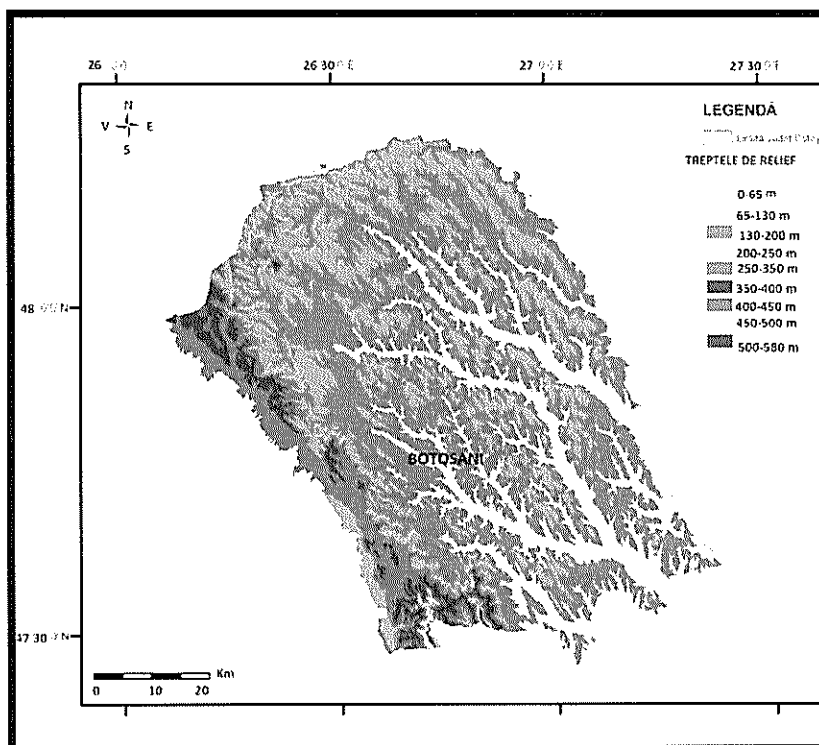 26
26 30 E
27 00 E
27 30 E
N
V E
S
LEGENDĂ
TREPTELE DE RELIEF
0-65 m
65-130 m
130-200 m
200-250 m
250-350 m
350-400 m
400-450 m
450-500 m
500-580 m
48 N
BOTOȘANI
47 30 N
Km
0 10 20